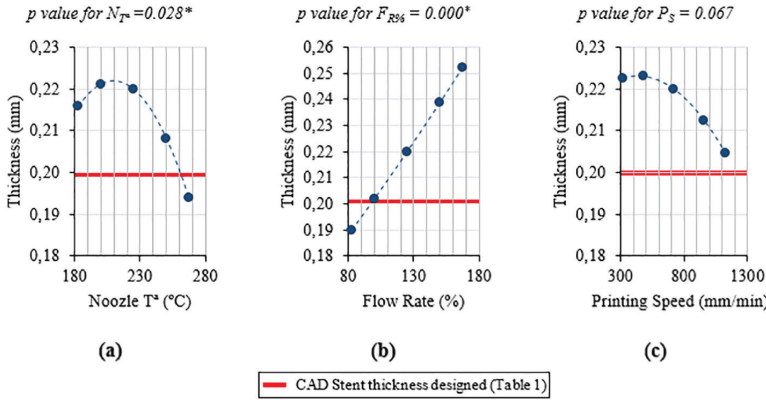 p value for N_Tª =0.028*
0,23
0,22
0,21
0,20
0,19
0,18
180
230
280
Thickness (mm)
Noozle Tª (ºC)
(a)
p value for F_R% = 0.000*
0,26
0,25
0,24
0,23
0,22
0,21
0,20
0,19
0,18
80
130
180
Thickness (mm)
Flow Rate (%)
(b)
p value for P_S = 0.067
0,23
0,22
0,21
0,20
0,19
0,18
300
800
1300
Thickness (mm)
Printing Speed (mm/min)
(c)
CAD Stent thickness designed (Table 1)